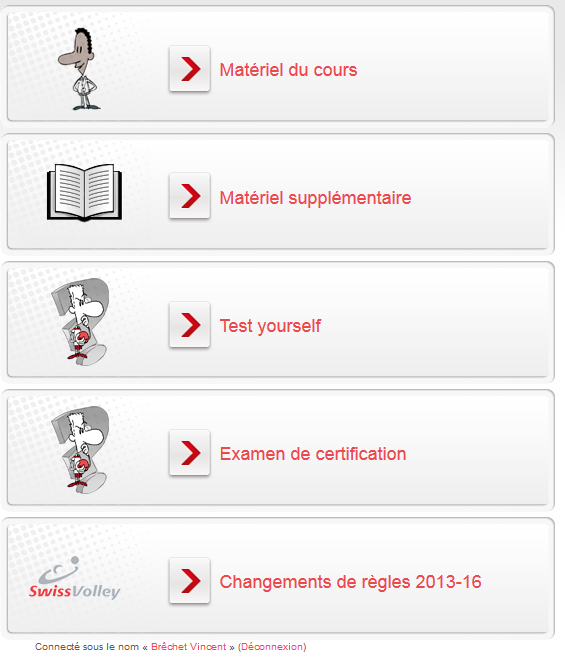 Matériel du cours
Matériel supplémentaire
Test yourself
Examen de certification
SwissVolley
Changements de règles 2013-16
Connecté sous le nom « Brêchet Vincent » (Déconnexion)